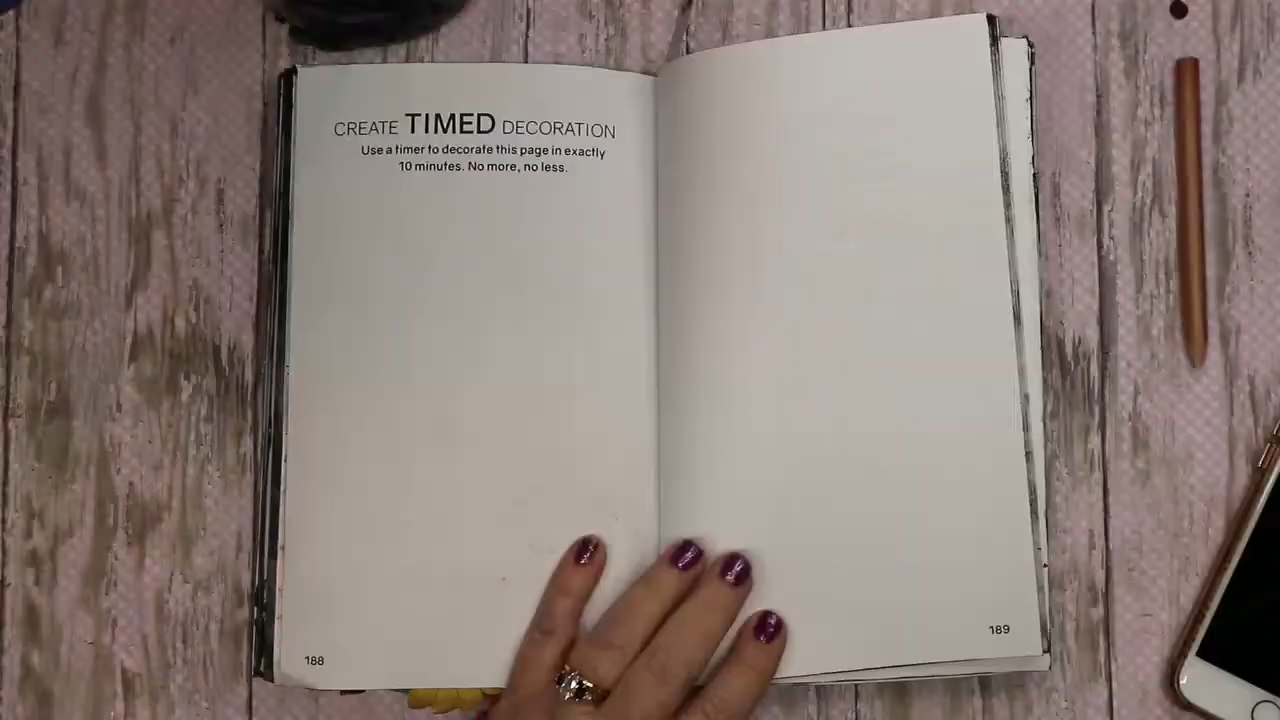 CREATE TIMED DECORATION
Use a timer to decorate this page in exactly
10 minutes. No more, no less.
188
189